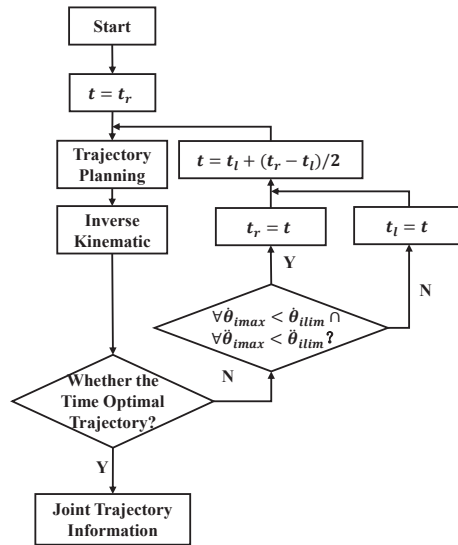 Start
t = t_r
Trajectory
Planning
Inverse
Kinematic
Whether the
Time Optimal
Trajectory?
Y
Joint Trajectory
Information
N
∀θ̇_imax < θ̇_ilim ∩
∀θ̈_imax < θ̈_ilim?
Y
t_r = t
N
t_l = t
t = t_l + (t_r − t_l)/2